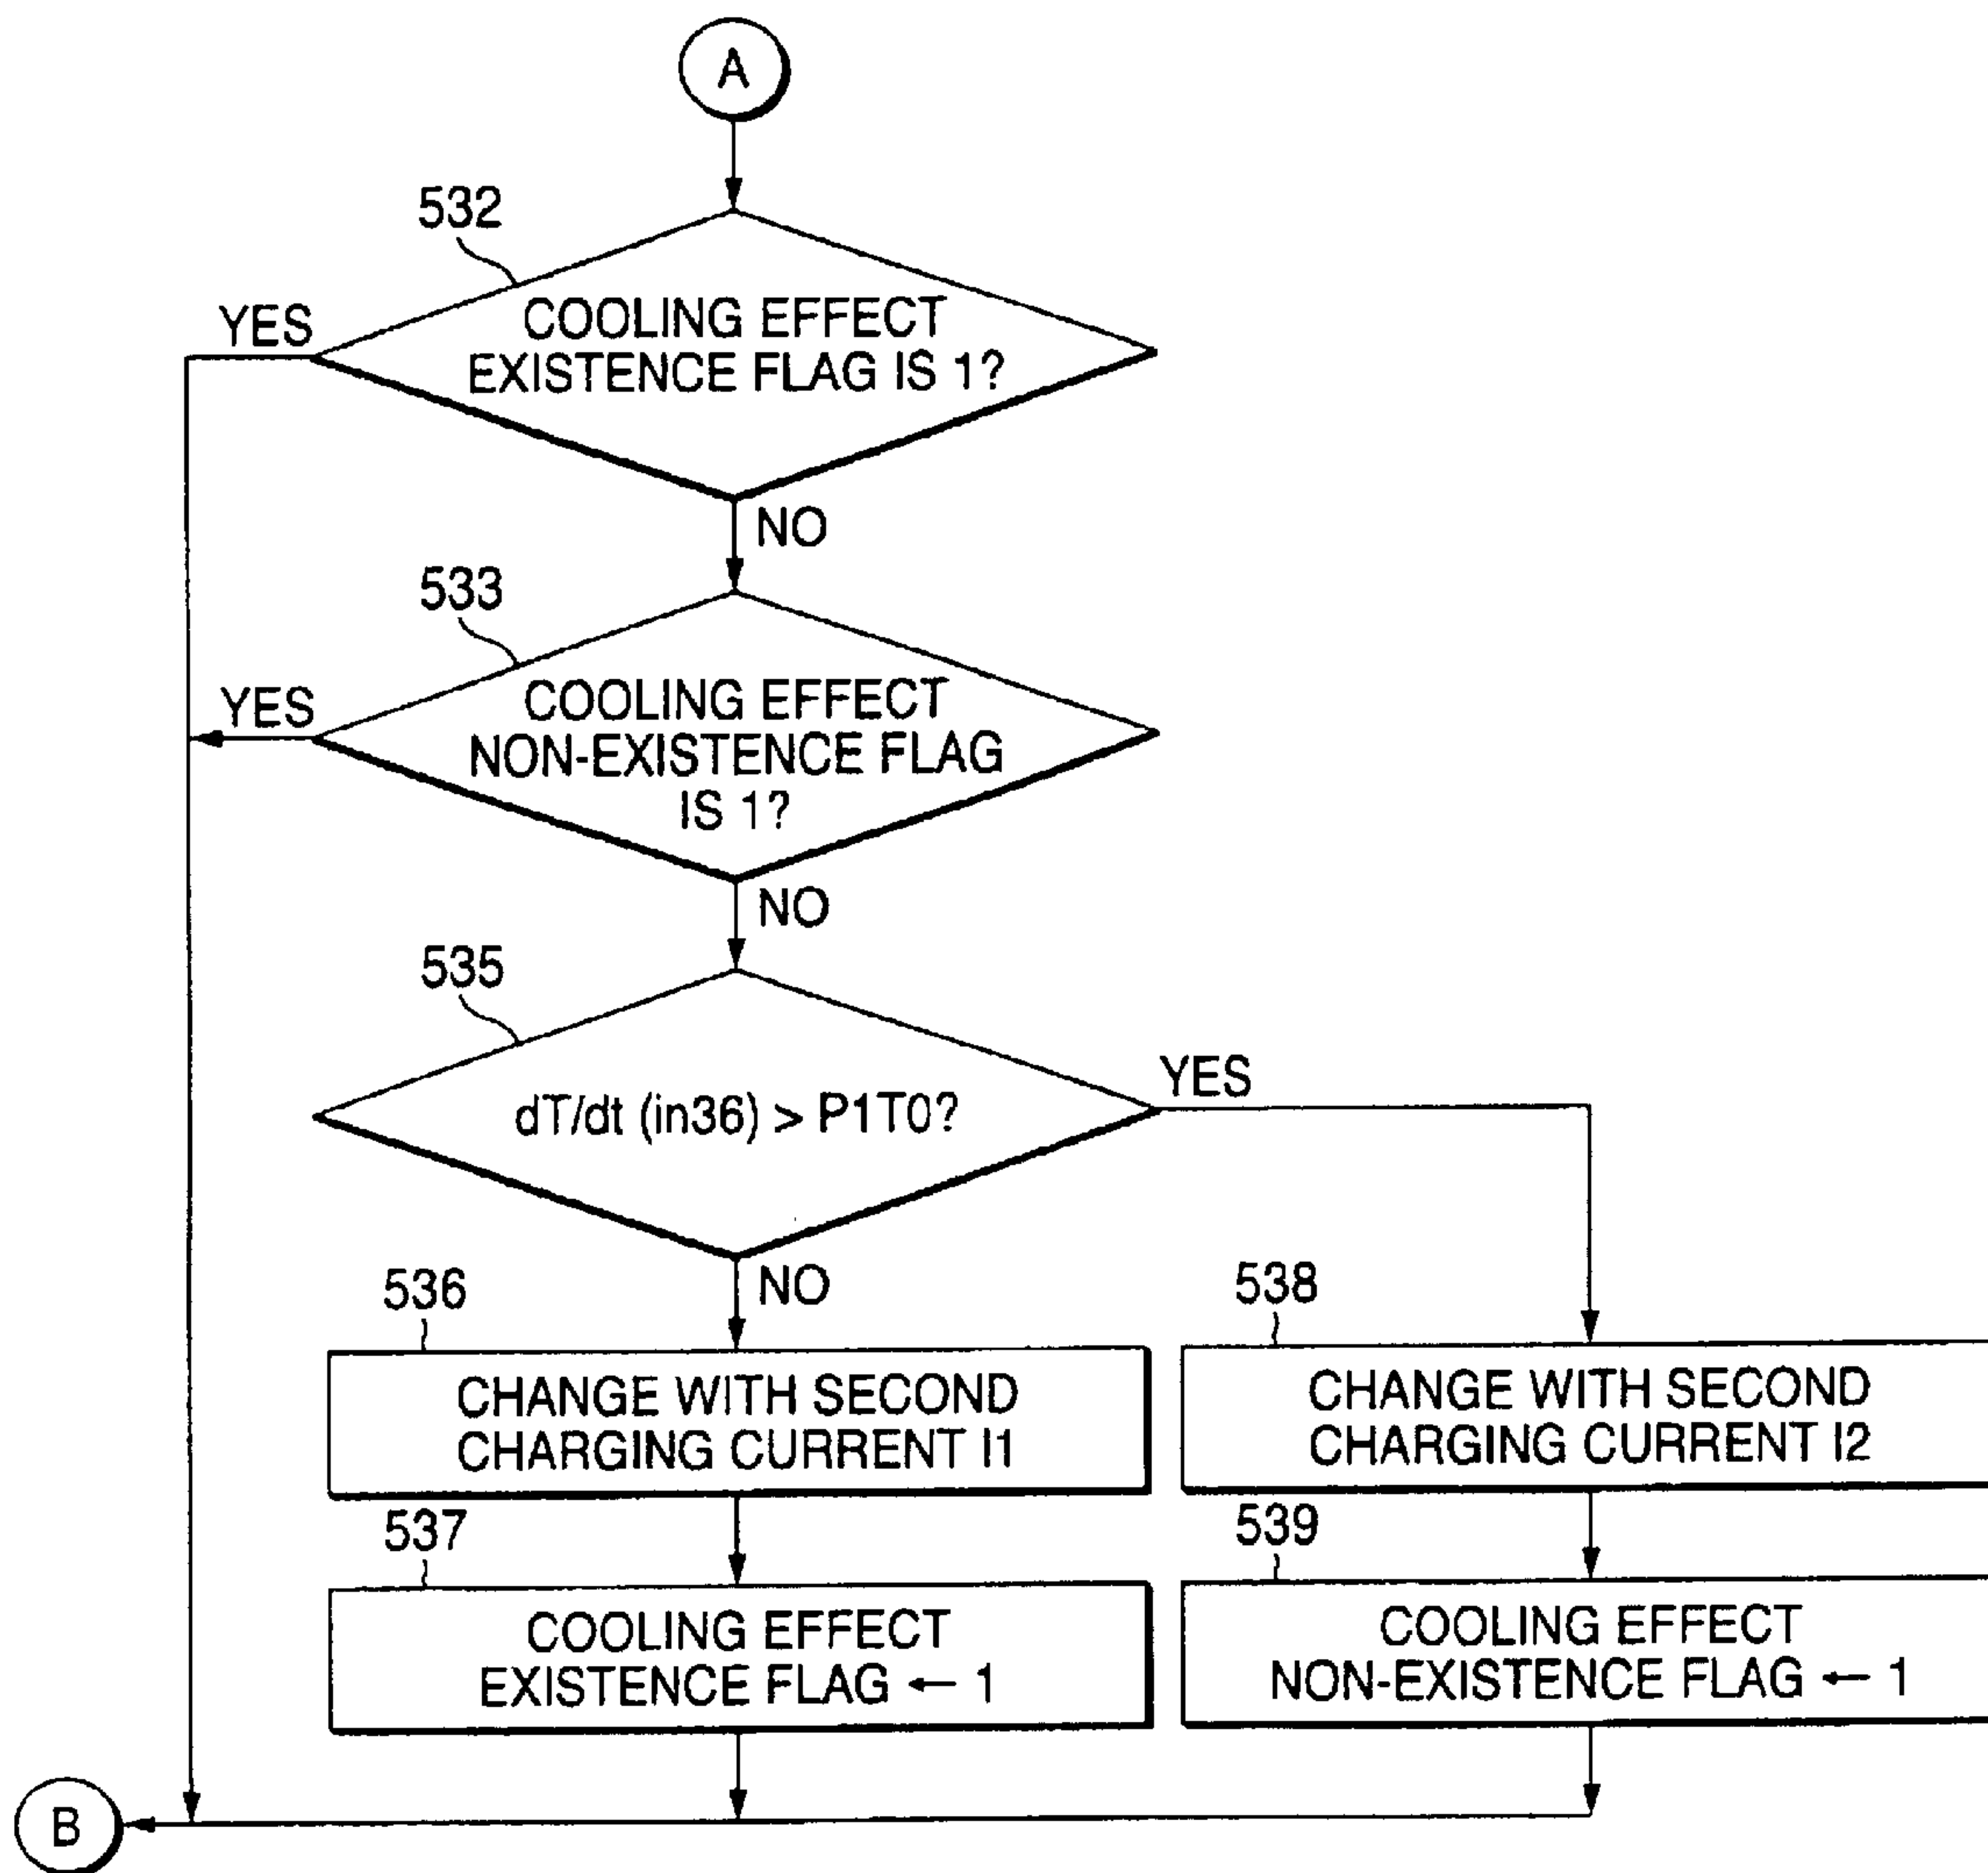 A
532
YES
COOLING EFFECT
EXISTENCE FLAG IS 1?
NO
533
YES
COOLING EFFECT
NON-EXISTENCE FLAG
IS 1?
NO
535
YES
dT/dt (in36) > P1T0?
NO
536
CHANGE WITH SECOND
CHARGING CURRENT I1
538
CHANGE WITH SECOND
CHARGING CURRENT I2
537
COOLING EFFECT
EXISTENCE FLAG ← 1
539
COOLING EFFECT
NON-EXISTENCE FLAG ← 1
B